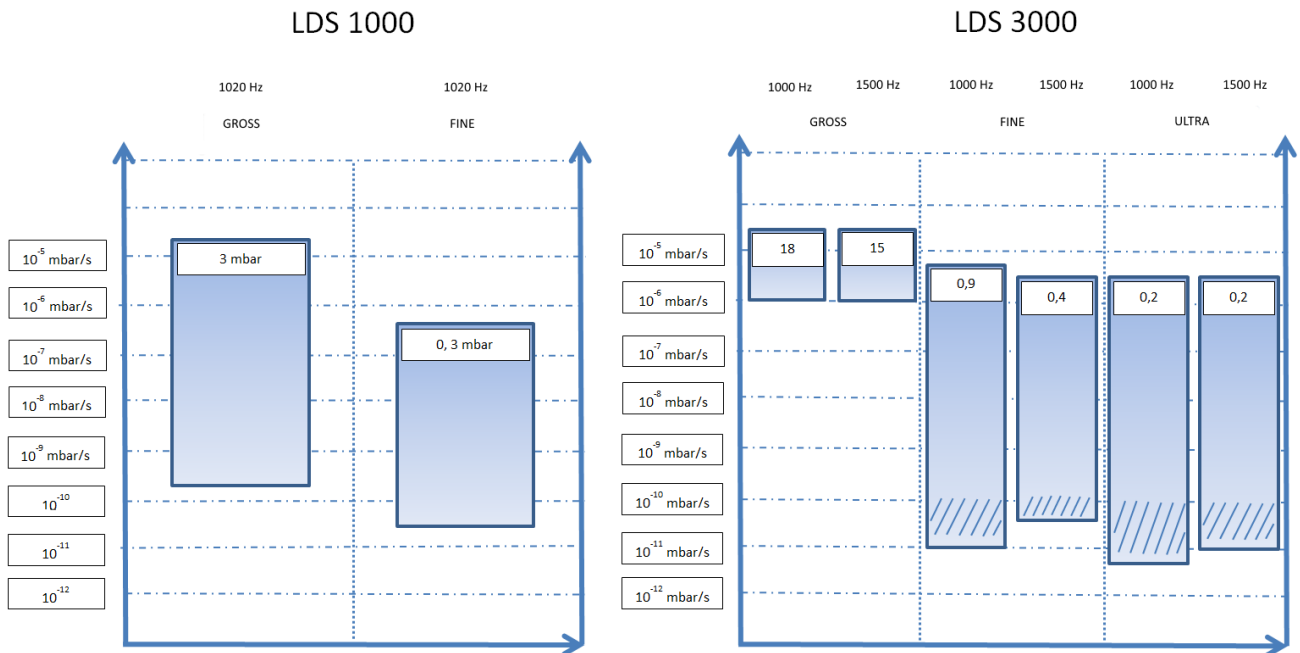 LDS 1000
1020 Hz 1020 Hz
GROSS FINE
10⁻⁵ mbar/s
10⁻⁶ mbar/s
10⁻⁷ mbar/s
10⁻⁸ mbar/s
10⁻⁹ mbar/s
10⁻¹⁰
10⁻¹¹
10⁻¹²
3 mbar
0, 3 mbar
LDS 3000
1000 Hz 1500 Hz 1000 Hz 1500 Hz 1000 Hz 1500 Hz
GROSS FINE ULTRA
10⁻⁵ mbar/s
10⁻⁶ mbar/s
10⁻⁷ mbar/s
10⁻⁸ mbar/s
10⁻⁹ mbar/s
10⁻¹⁰ mbar/s
10⁻¹¹ mbar/s
10⁻¹² mbar/s
18 15
0,9 0,4 0,2 0,2